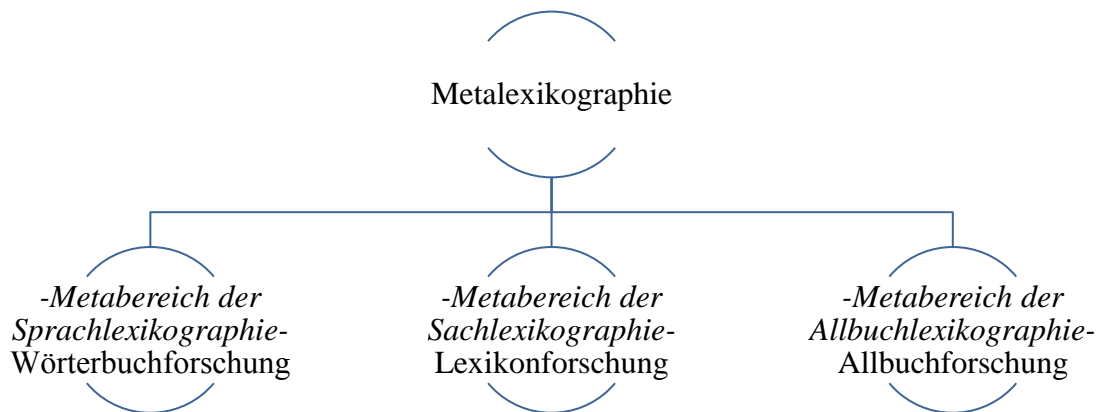 Metalexikographie
-Metabereich der
Sprachlexikographie-
Wörterbuchforschung
-Metabereich der
Sachlexikographie-
Lexikonforschung
-Metabereich der
Allbuchlexikographie-
Allbuchforschung